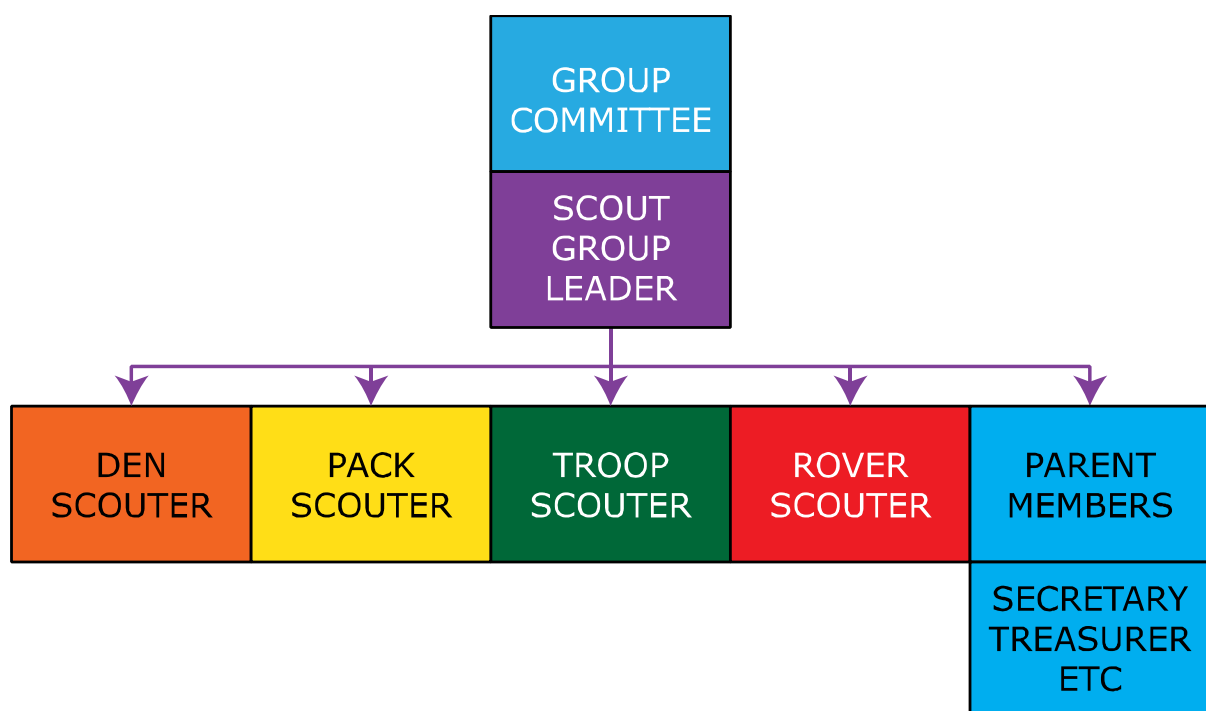 GROUP
COMMITTEE
SCOUT
GROUP
LEADER
DEN
SCOUTER
PACK
SCOUTER
TROOP
SCOUTER
ROVER
SCOUTER
PARENT
MEMBERS
SECRETARY
TREASURER
ETC